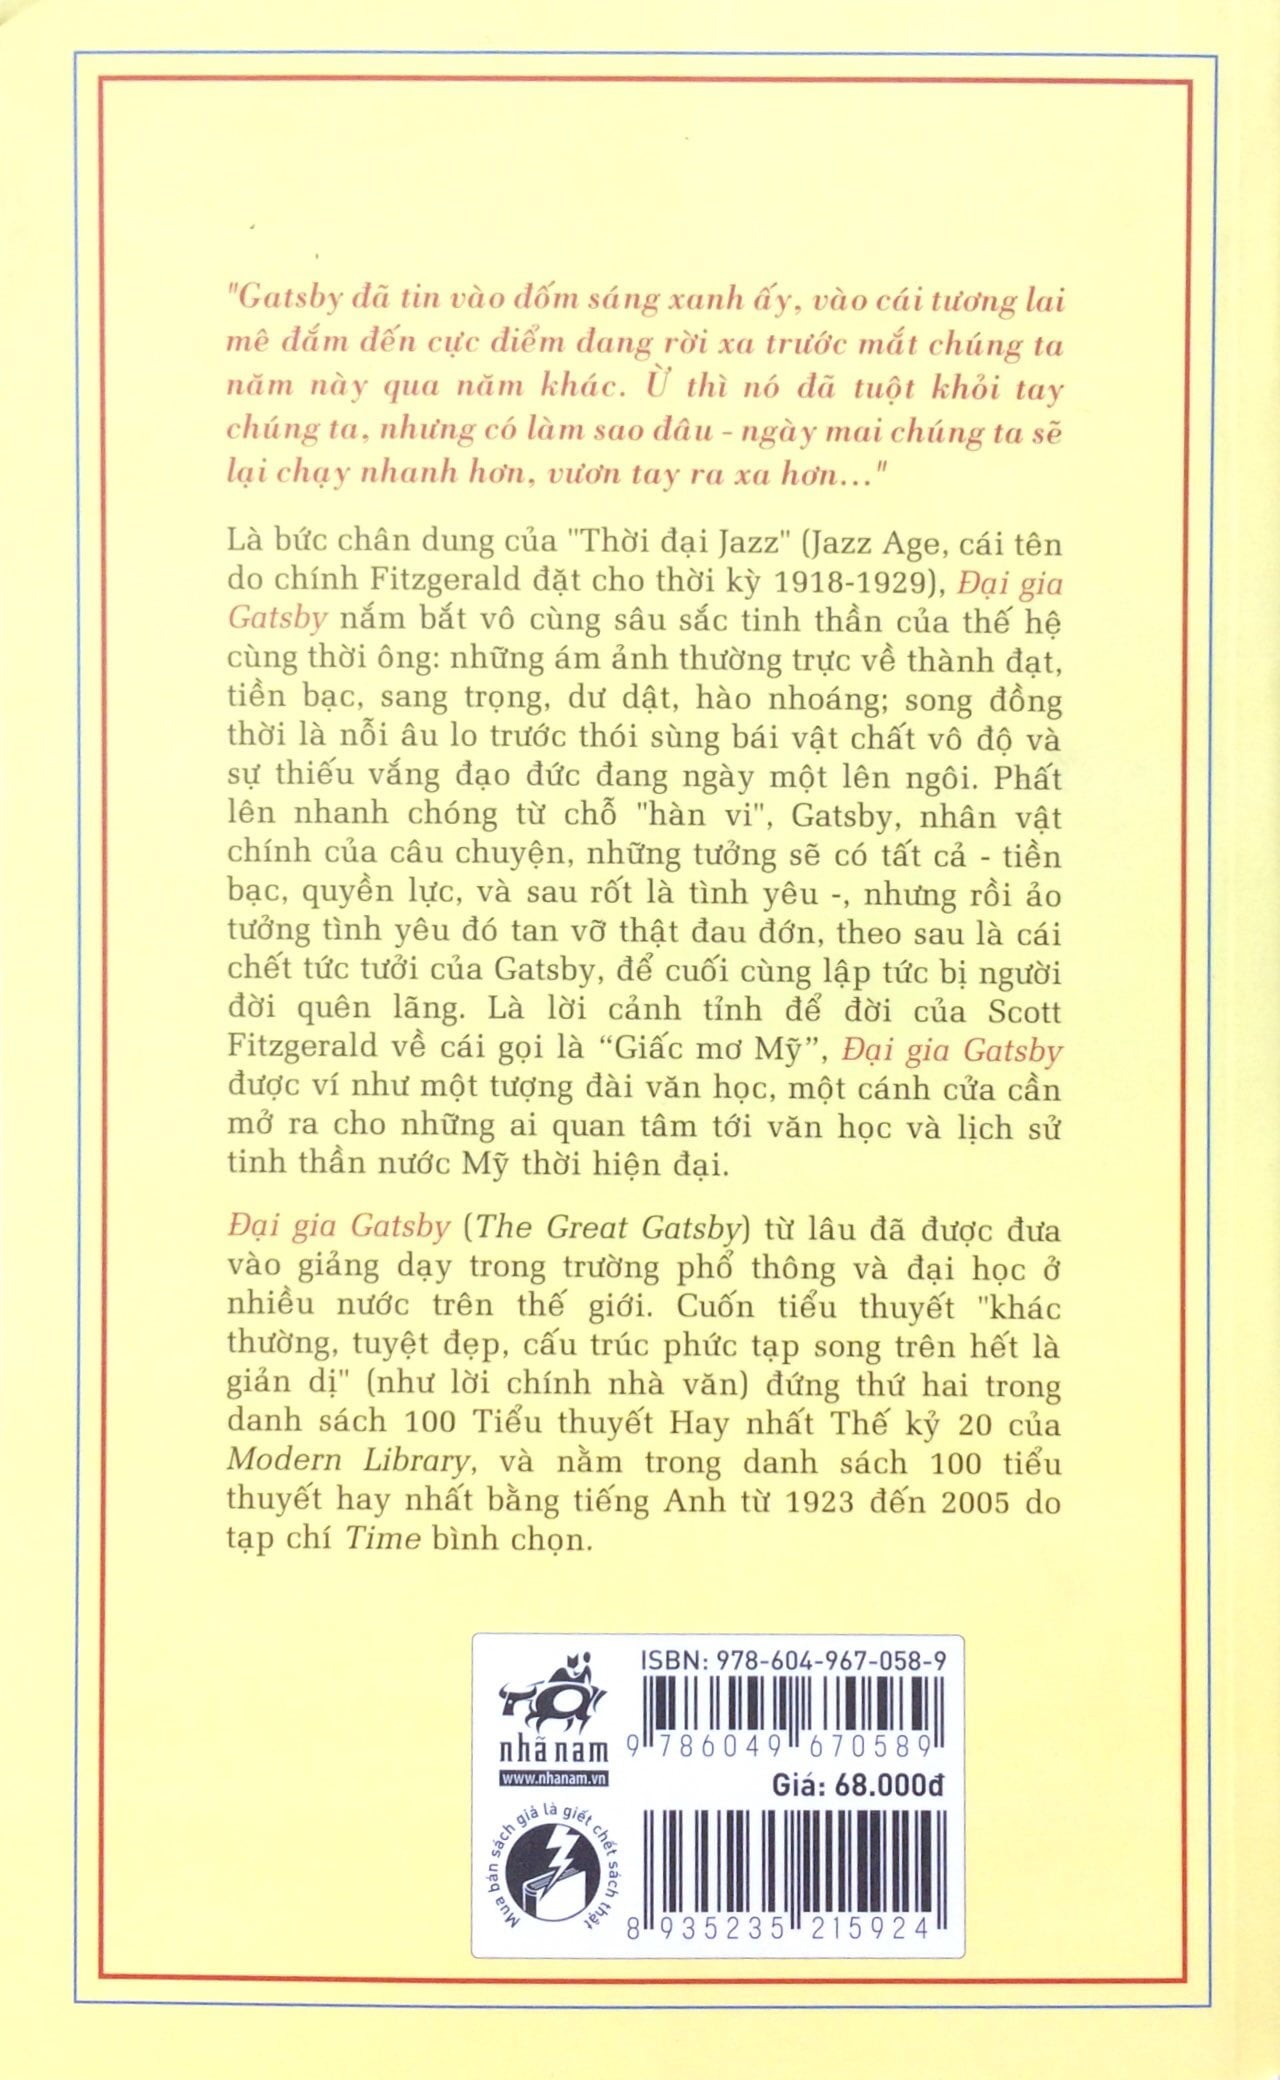 "Gatsby đã tin vào đốm sáng xanh ấy, vào cái tương lai
mê đắm đến cực điểm đang rời xa trước mắt chúng ta
năm này qua năm khác. Ừ thì nó đã tuột khỏi tay
chúng ta, nhưng có làm sao đâu - ngày mai chúng ta sẽ
lại chạy nhanh hơn, vươn tay ra xa hơn..."
Là bức chân dung của "Thời đại Jazz" (Jazz Age, cái tên
do chính Fitzgerald đặt cho thời kỳ 1918-1929), Đại gia
Gatsby nắm bắt vô cùng sâu sắc tinh thần của thế hệ
cùng thời ông: những ám ảnh thường trực về thành đạt,
tiền bạc, sang trọng, dư dật, hào nhoáng; song đồng
thời là nỗi âu lo trước thói sùng bái vật chất vô độ và
sự thiếu vắng đạo đức đang ngày một lên ngôi. Phất
lên nhanh chóng từ chỗ "hàn vi", Gatsby, nhân vật
chính của câu chuyện, những tưởng sẽ có tất cả - tiền
bạc, quyền lực, và sau rốt là tình yêu -, nhưng rồi ảo
tưởng tình yêu đó tan vỡ thật đau đớn, theo sau là cái
chết tức tưởi của Gatsby, để cuối cùng lập tức bị người
đời quên lãng. Là lời cảnh tỉnh để đời của Scott
Fitzgerald về cái gọi là “Giấc mơ Mỹ”, Đại gia Gatsby
được ví như một tượng đài văn học, một cánh cửa cần
mở ra cho những ai quan tâm tới văn học và lịch sử
tinh thần nước Mỹ thời hiện đại.
Đại gia Gatsby (The Great Gatsby) từ lâu đã được đưa
vào giảng dạy trong trường phổ thông và đại học ở
nhiều nước trên thế giới. Cuốn tiểu thuyết "khác
thường, tuyệt đẹp, cấu trúc phức tạp song trên hết là
giản dị" (như lời chính nhà văn) đứng thứ hai trong
danh sách 100 Tiểu thuyết Hay nhất Thế kỷ 20 của
Modern Library, và nằm trong danh sách 100 tiểu
thuyết hay nhất bằng tiếng Anh từ 1923 đến 2005 do
tạp chí Time bình chọn.
nhã nam
www.nhanam.vn
ISBN: 978-604-967-058-9
9 786049 670589
Giá: 68.000đ
Mua bán sách giả là giết chết sách thật
8 935235 215924